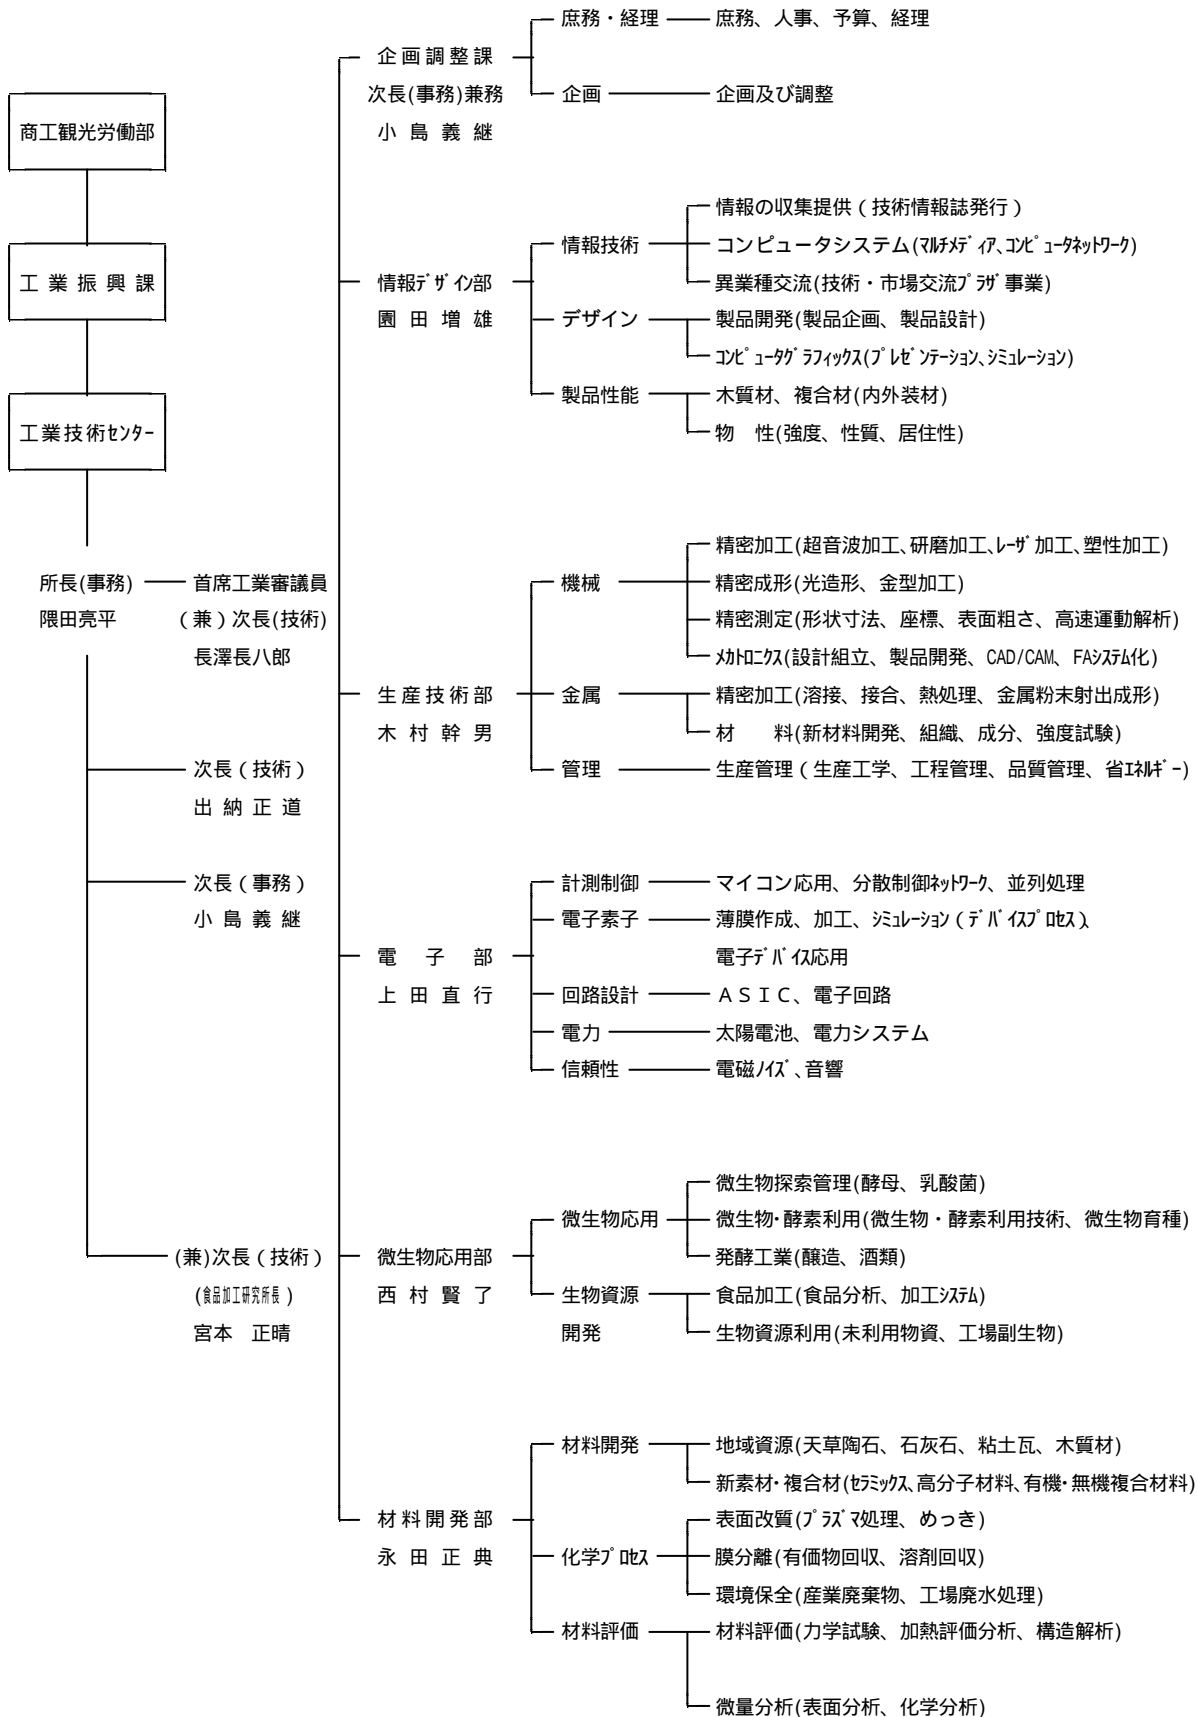 商工観光労働部
工業振興課
工業技術ｾﾝﾀｰ
所長(事務)
隈田亮平
首席工業審議員
（兼）次長(技術)
長澤長八郎
次長（技術）
出納正道
次長（事務）
小島義継
(兼)次長（技術）
(食品加工研究所長)
宮本　正晴
企画調整課
次長(事務)兼務
小島義継
庶務・経理
庶務、人事、予算、経理
企画
企画及び調整
情報ﾃﾞｻﾞｲﾝ部
園田増雄
情報技術
情報の収集提供（技術情報誌発行）
コンピュータシステム(ﾏﾙﾁﾒﾃﾞｨｱ､ｺﾝﾋﾟｭｰﾀﾈｯﾄﾜｰｸ)
異業種交流(技術・市場交流ﾌﾟﾗｻﾞ事業)
デザイン
製品開発(製品企画、製品設計)
ｺﾝﾋﾟｭｰﾀｸﾞﾗﾌｨｯｸｽ(ﾌﾟﾚｾﾞﾝﾃｰｼｮﾝ､ｼﾐｭﾚｰｼｮﾝ)
製品性能
木質材、複合材(内外装材)
物　性(強度、性質、居住性)
生産技術部
木村幹男
機械
精密加工(超音波加工､研磨加工､ﾚｰｻﾞ加工､塑性加工)
精密成形(光造形、金型加工)
精密測定(形状寸法、座標、表面粗さ、高速運動解析)
ﾒｶﾄﾛﾆｸｽ(設計組立、製品開発、CAD/CAM、FAｼｽﾃﾑ化)
金属
精密加工(溶接、接合、熱処理、金属粉末射出成形)
材　　料(新材料開発、組織、成分、強度試験)
管理
生産管理（生産工学、工程管理、品質管理、省ｴﾈﾙｷﾞｰ)
電　子　部
上田直行
計測制御
マイコン応用、分散制御ﾈｯﾄﾜｰｸ、並列処理
電子素子
薄膜作成、加工、ｼﾐｭﾚｰｼｮﾝ（ﾃﾞﾊﾞｲｽﾌﾟﾛｾｽ）､
電子ﾃﾞﾊﾞｲｽ応用
回路設計
ＡＳＩＣ、電子回路
電力
太陽電池、電力システム
信頼性
電磁ﾉｲｽﾞ、音響
微生物応用部
西村賢了
微生物応用
微生物探索管理(酵母、乳酸菌)
微生物･酵素利用(微生物・酵素利用技術、微生物育種)
発酵工業(醸造、酒類)
生物資源
開発
食品加工(食品分析、加工ｼｽﾃﾑ)
生物資源利用(未利用物資、工場副生物)
材料開発部
永田正典
材料開発
地域資源(天草陶石、石灰石、粘土瓦、木質材)
新素材･複合材(ｾﾗﾐｯｸｽ､高分子材料､有機･無機複合材料)
化学ﾌﾟﾛｾｽ
表面改質(ﾌﾟﾗｽﾞﾏ処理、めっき)
膜分離(有価物回収、溶剤回収)
環境保全(産業廃棄物、工場廃水処理)
材料評価
材料評価(力学試験、加熱評価分析、構造解析)
微量分析(表面分析、化学分析)